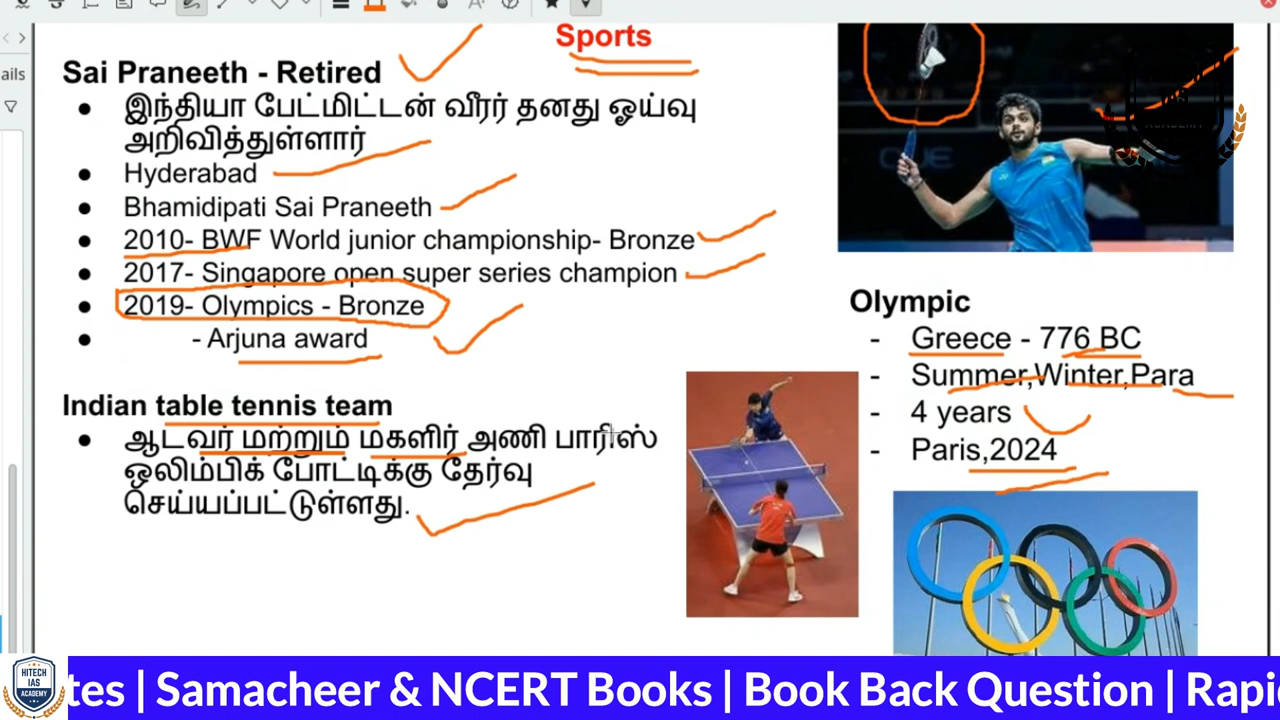 ails
Sports
Sai Praneeth - Retired
● இந்தியா பேட்மிட்டன் வீரர் தனது ஓய்வு
அறிவித்துள்ளார்
● Hyderabad
● Bhamidipati Sai Praneeth
● 2010- BWF World junior championship- Bronze
● 2017- Singapore open super series champion
● 2019- Olympics - Bronze
● - Arjuna award
Indian table tennis team
● ஆடவர் மற்றும் மகளிர் அணி பாரிஸ்
ஒலிம்பிக் போட்டிக்கு தேர்வு
செய்யப்பட்டுள்ளது.
IAS
ACADEMY
Olympic
- Greece - 776 BC
- Summer,Winter,Para
- 4 years
- Paris,2024
HITECH
IAS
ACADEMY
tes | Samacheer & NCERT Books | Book Back Question | Rapi